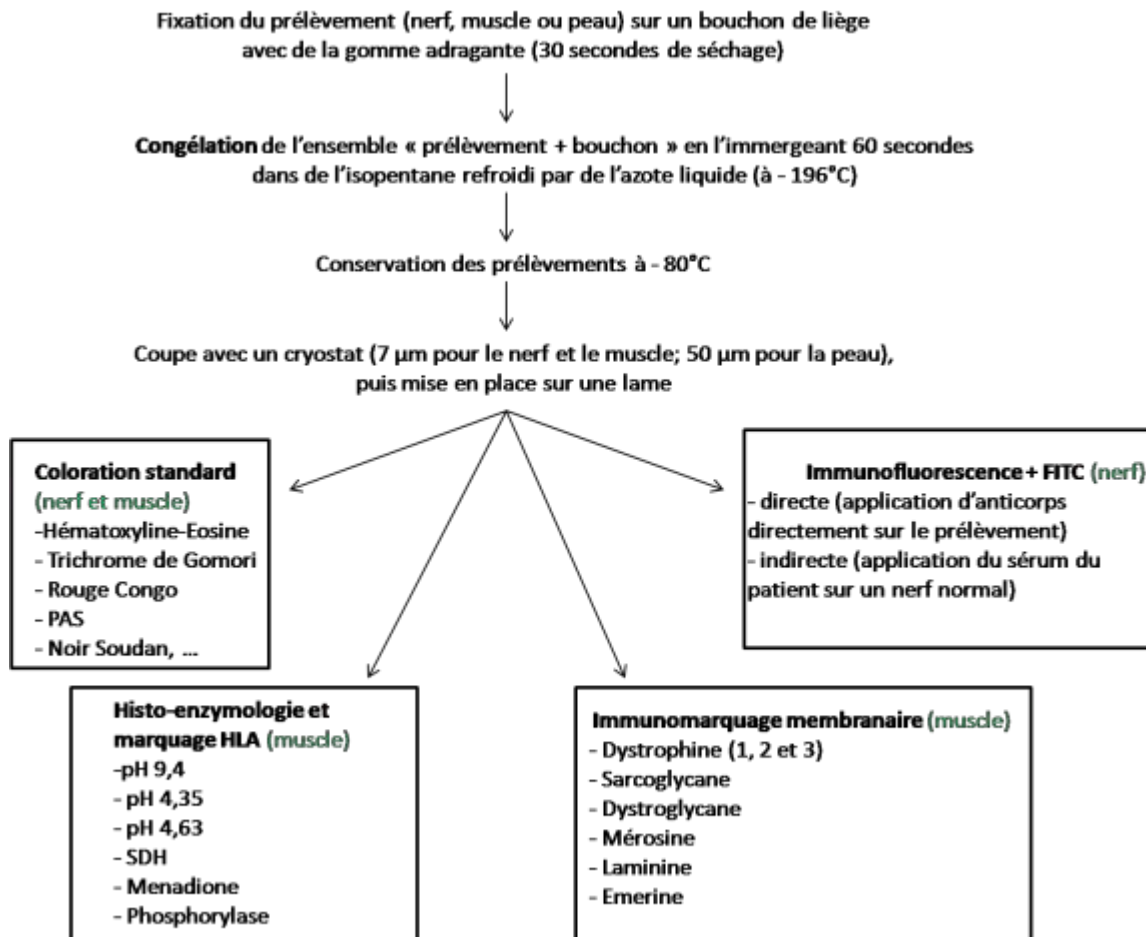 Fixation du prélèvement (nerf, muscle ou peau) sur un bouchon de liège
avec de la gomme adragante (30 secondes de séchage)
Congélation de l'ensemble « prélèvement + bouchon » en l'immergeant 60 secondes
dans de l'isopentane refroidi par de l'azote liquide (à - 196°C)
Conservation des prélèvements à - 80°C
Coupe avec un cryostat (7 µm pour le nerf et le muscle; 50 µm pour la peau),
puis mise en place sur une lame
Coloration standard
(nerf et muscle)
-Hématoxyline-Eosine
- Trichrome de Gomori
- Rouge Congo
- PAS
- Noir Soudan, ...
Immunofluorescence + FITC (nerf)
- directe (application d'anticorps
directement sur le prélèvement)
- indirecte (application du sérum du
patient sur un nerf normal)
Histo-enzymologie et
marquage HLA (muscle)
-pH 9,4
- pH 4,35
- pH 4,63
- SDH
- Menadione
- Phosphorylase
Immunomarquage membranaire (muscle)
- Dystrophine (1, 2 et 3)
- Sarcoglycane
- Dystroglycane
- Mérosine
- Laminine
- Emerine